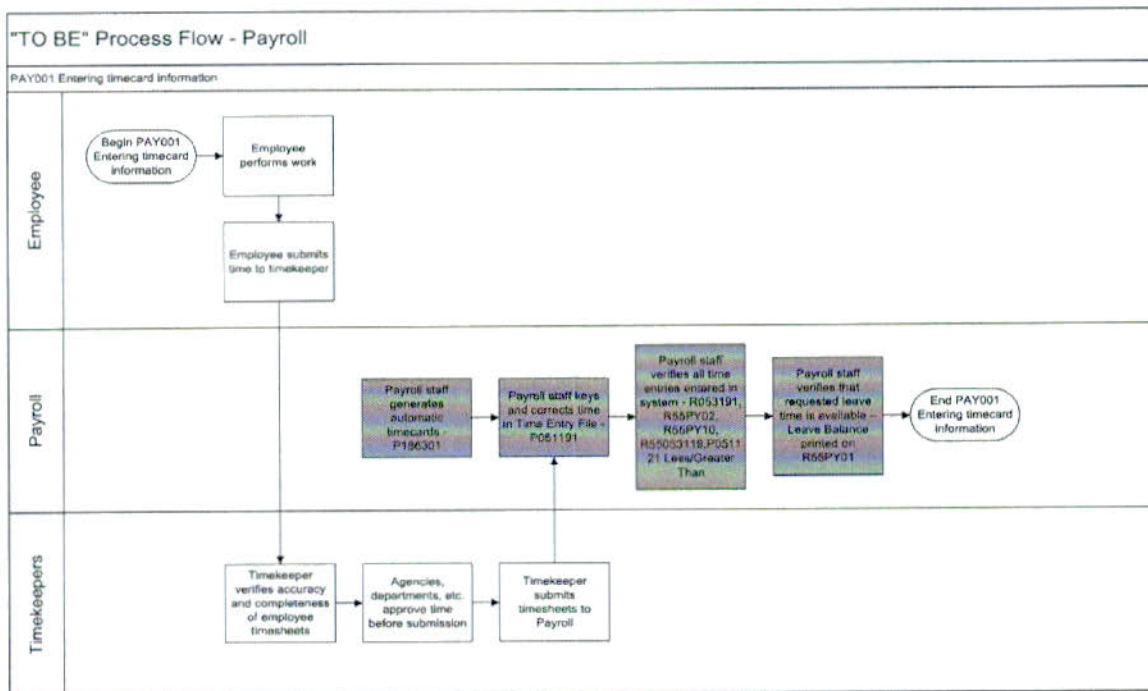 "TO BE" Process Flow - Payroll
PAY001 Entering timecard information
Employee
Begin PAY001
Entering timecard
information
Employee
performs work
Employee submits
time to timekeeper
Payroll
Payroll staff
generates
automatic
timecards -
P186301
Payroll staff keys
and corrects time
in Time Entry File -
P051191
Payroll staff
verifies all time
entries entered in
system - R053191,
R55PY02,
R55PY10,
R55053119,P0511
21 Less/Greater
Than
Payroll staff
verifies that
requested leave
time is available –
Leave Balance
printed on
R55PY01
End PAY001
Entering timecard
information
Timekeepers
Timekeeper
verifies accuracy
and completeness
of employee
timesheets
Agencies,
departments, etc.
approve time
before submission
Timekeeper
submits
timesheets to
Payroll